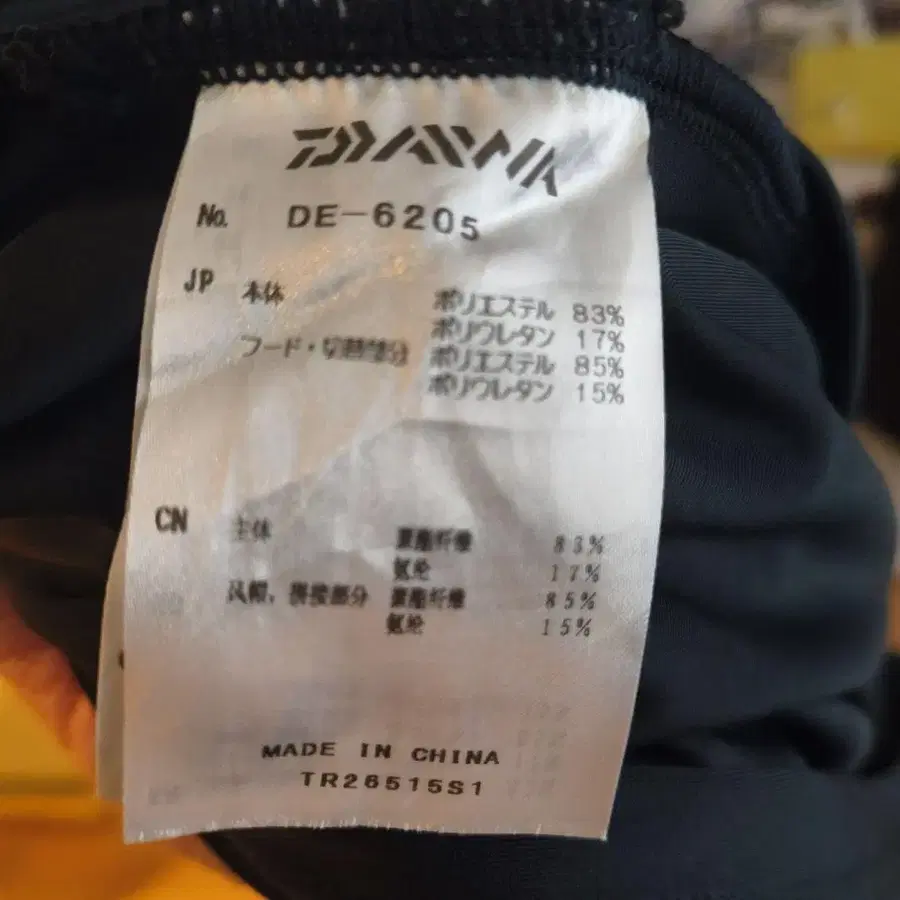 DAIWA
No. DE-6205
JP 本体 ポリエステル 83%
ポリウレタン 17%
フード・切替部分 ポリエステル 85%
ポリウレタン 15%
CN 主体 聚酯纤维 83%
氨纶 17%
风帽，拼接部分 聚酯纤维 85%
氨纶 15%
MADE IN CHINA
TR26515S1